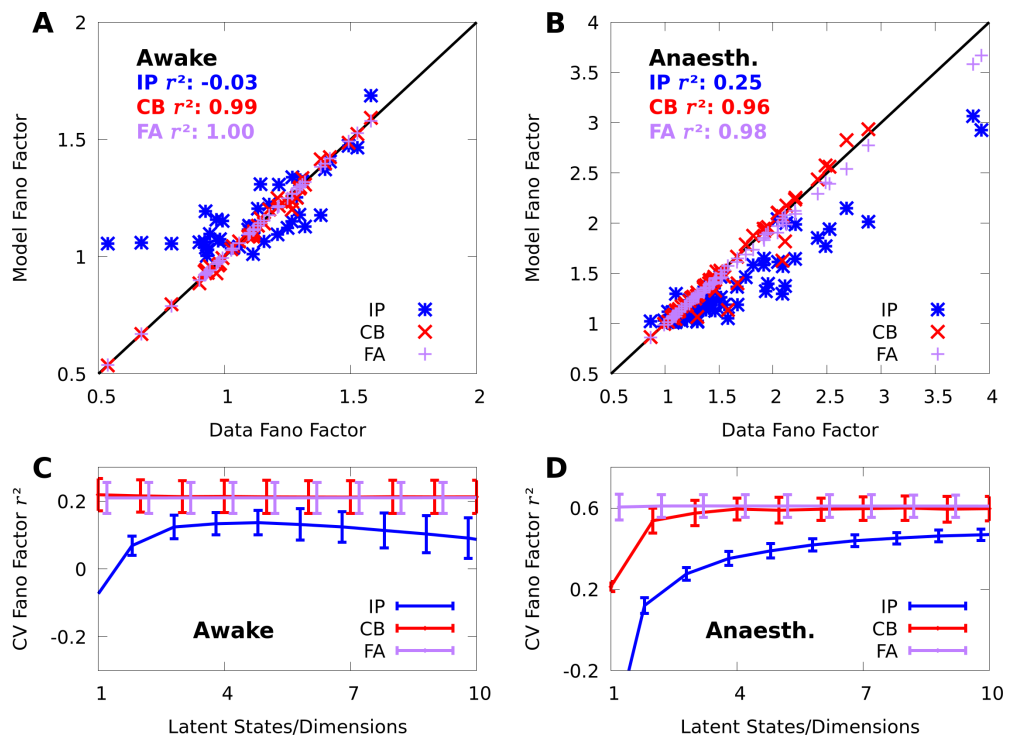 A
Awake
IP r²: -0.03
CB r²: 0.99
FA r²: 1.00
2
1.5
1
0.5
Model Fano Factor
IP
CB
FA
0.5 1 1.5 2
Data Fano Factor
B
Anaesth.
IP r²: 0.25
CB r²: 0.96
FA r²: 0.98
4
3.5
3
2.5
2
1.5
1
0.5
Model Fano Factor
IP
CB
FA
0.5 1 1.5 2 2.5 3 3.5 4
Data Fano Factor
C
0.2
0
-0.2
CV Fano Factor r²
Awake
IP
CB
FA
1 4 7 10
Latent States/Dimensions
D
0.6
0.2
-0.2
CV Fano Factor r²
Anaesth.
IP
CB
FA
1 4 7 10
Latent States/Dimensions